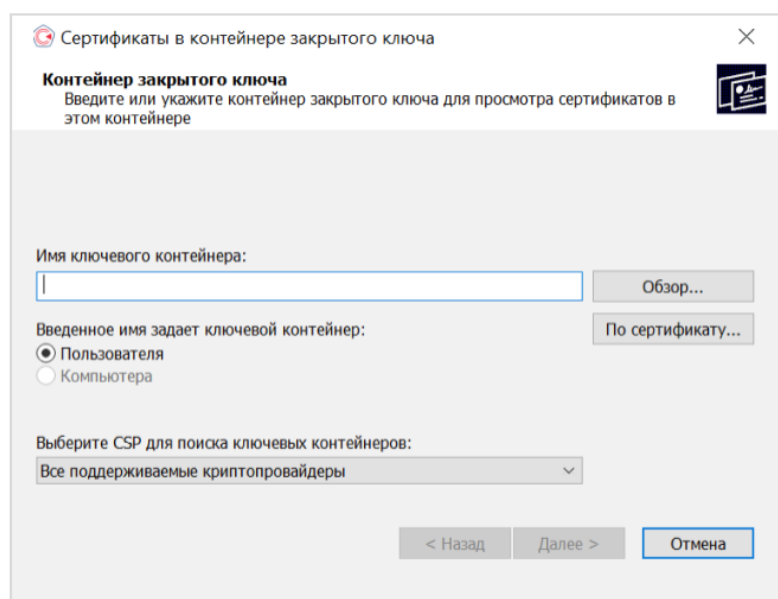 Сертификаты в контейнере закрытого ключа
Контейнер закрытого ключа
Введите или укажите контейнер закрытого ключа для просмотра сертификатов в
этом контейнере
Имя ключевого контейнера:
Обзор...
Введенное имя задает ключевой контейнер:
По сертификату...
Пользователя
Компьютера
Выберите CSP для поиска ключевых контейнеров:
Все поддерживаемые криптопровайдеры
< Назад
Далее >
Отмена